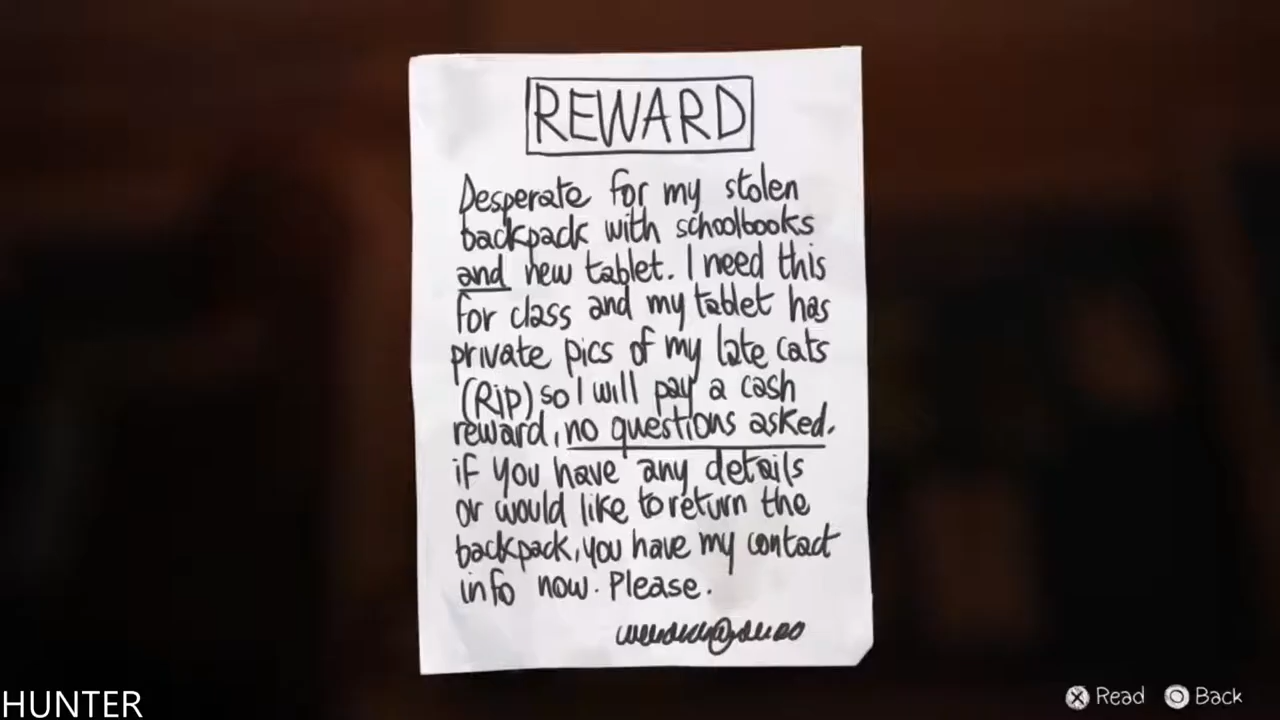 REWARD
Desperate for my stolen
backpack with schoolbooks
and new tablet. I need this
for class and my tablet has
private pics of my late cats
(Rip) so I will pay a cash
reward, no questions asked.
if you have any details
or would like to return the
backpack, you have my contact
info now. Please.
Read Back
HUNTER